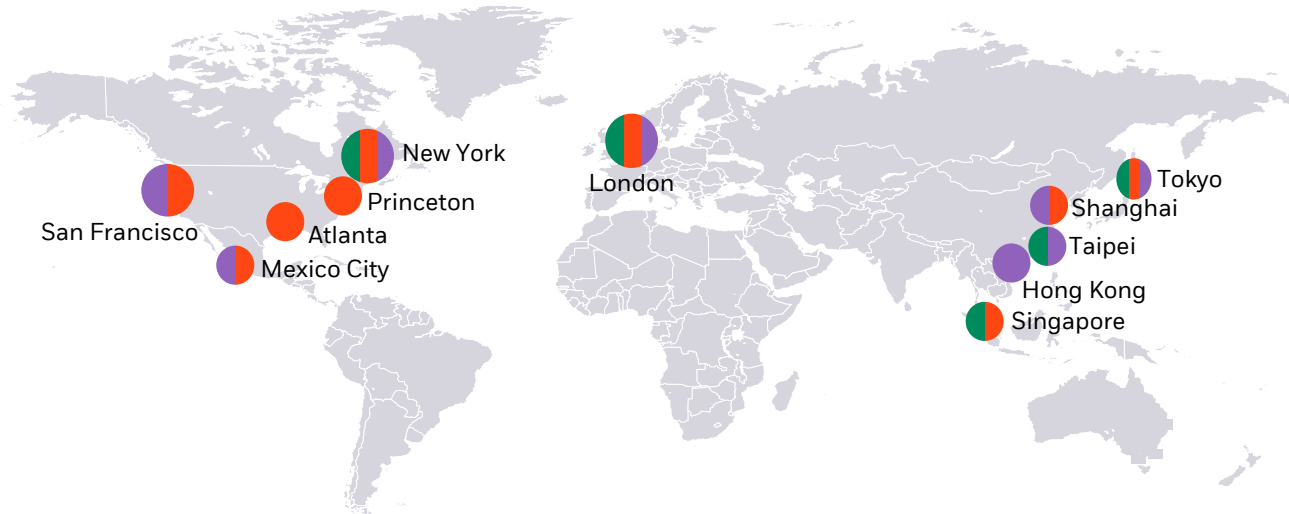 New York
London
Tokyo
Princeton
Shanghai
San Francisco
Atlanta
Taipei
Mexico City
Hong Kong
Singapore